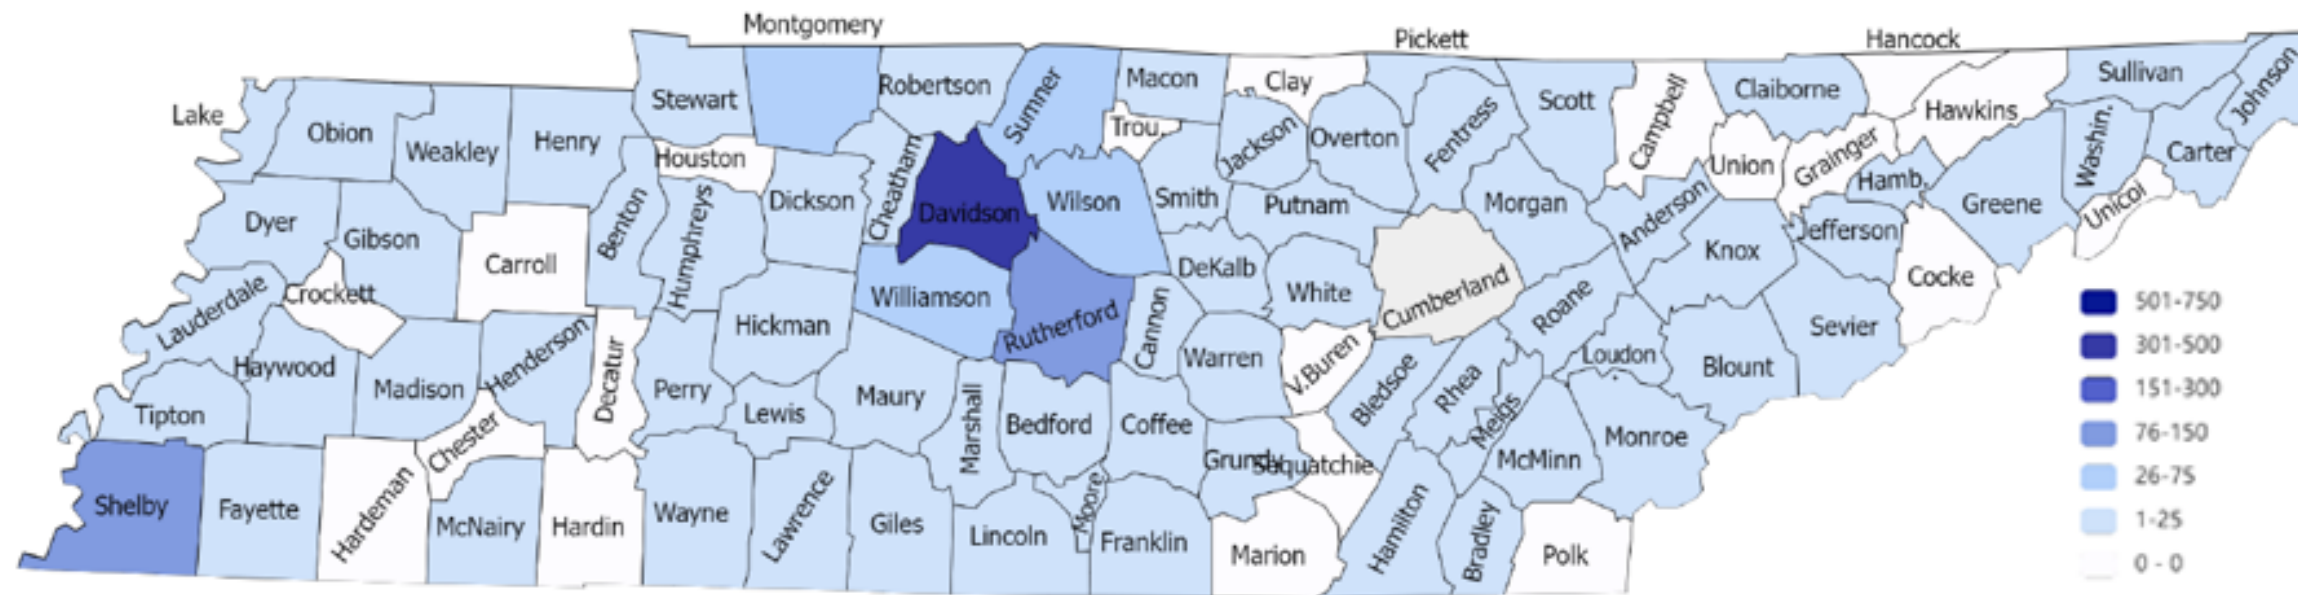 Montgomery
Pickett
Hancock
Lake
Obion
Weakley
Henry
Stewart
Robertson
Sumner
Macon
Clay
Trou.
Jackson
Overton
Fentress
Scott
Campbell
Claiborne
Union
Grainger
Hawkins
Sullivan
Johnson
Washin.
Carter
Unicoi
Greene
Hamb.
Houston
Cheatham
Dickson
Humphreys
Benton
Davidson
Wilson
Smith
Putnam
Morgan
Anderson
Knox
Jefferson
Cocke
Dyer
Gibson
Carroll
Crockett
Lauderdale
Haywood
Madison
Henderson
Decatur
Perry
Hickman
Williamson
Rutherford
Cannon
DeKalb
White
Cumberland
Roane
Loudon
Blount
Sevier
Tipton
Chester
Lewis
Maury
Marshall
Bedford
Coffee
Warren
V.Buren
Bledsoe
Rhea
Meigs
McMinn
Monroe
Grundy
Sequatchie
Shelby
Fayette
Hardeman
McNairy
Hardin
Wayne
Lawrence
Giles
Lincoln
Moore
Franklin
Marion
Hamilton
Bradley
Polk
501-750
301-500
151-300
76-150
26-75
1-25
0 - 0